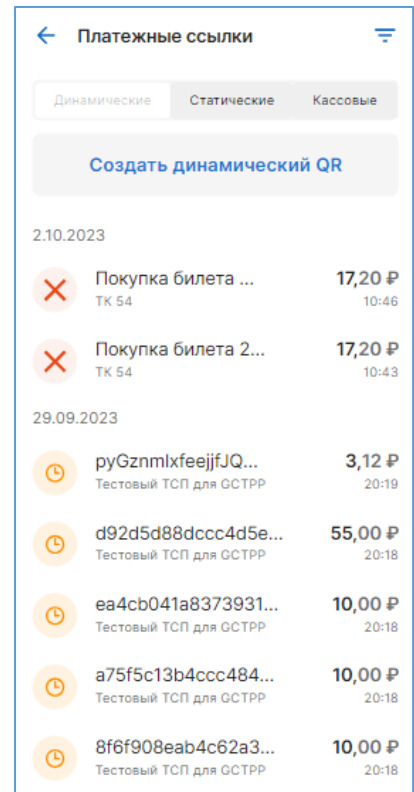 Платежные ссылки
Динамические Статические Кассовые
Создать динамический QR
2.10.2023
Покупка билета ... 17,20 ₽
ТК 54 10:46
Покупка билета 2... 17,20 ₽
ТК 54 10:43
29.09.2023
pyGznmlxfeejjfJQ... 3,12 ₽
Тестовый ТСП для GCTPP 20:19
d92d5d88dccc4d5e... 55,00 ₽
Тестовый ТСП для GCTPP 20:18
ea4cb041a8373931... 10,00 ₽
Тестовый ТСП для GCTPP 20:18
a75f5c13b4ccc484... 10,00 ₽
Тестовый ТСП для GCTPP 20:18
8f6f908eab4c62a3... 10,00 ₽
Тестовый ТСП для GCTPP 20:18